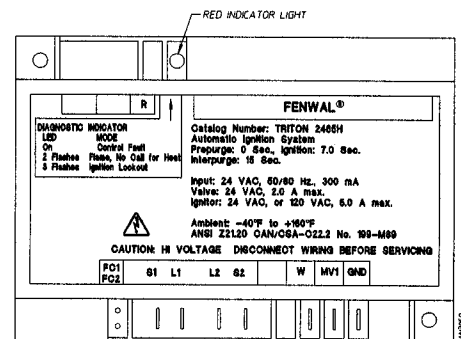 RED INDICATOR LIGHT
R
FENWAL®
DIAGNOSTIC INDICATOR
LED MODE
On Control Fault
2 Flashes Flame, No Call for Heat
3 Flashes Ignition Lockout
Catalog Number: TRITON 2465H
Automatic Ignition System
Prepurge: 0 Sec., Ignition: 7.0 Sec.
Interpurge: 15 Sec.
Input: 24 VAC, 50/60 Hz., 300 mA
Valve: 24 VAC, 2.0 A max.
Ignitor: 24 VAC, or 120 VAC, 5.0 A max.
Ambient: -40°F to +160°F
ANSI Z21.20 CAN/CSA-C22.2 No. 199-M89
CAUTION: HI VOLTAGE DISCONNECT WIRING BEFORE SERVICING
FC1 S1 L1 L2 S2 W MV1 GND
FC2